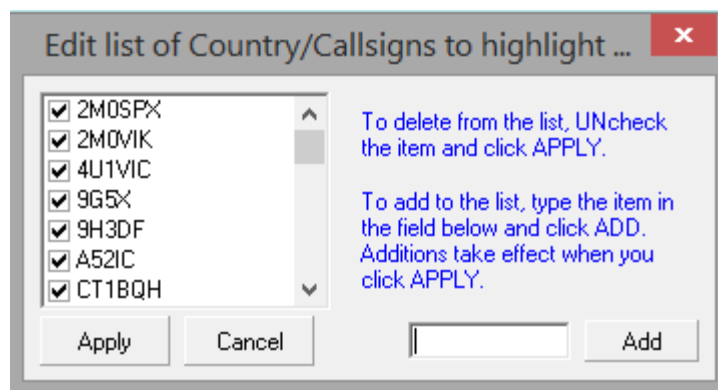 Edit list of Country/Callsigns to highlight ...
2M0SPX
2M0VIK
4U1VIC
9G5X
9H3DF
A52IC
CT1BQH
To delete from the list, UNcheck
the item and click APPLY.
To add to the list, type the item in
the field below and click ADD.
Additions take effect when you
click APPLY.
Apply
Cancel
Add